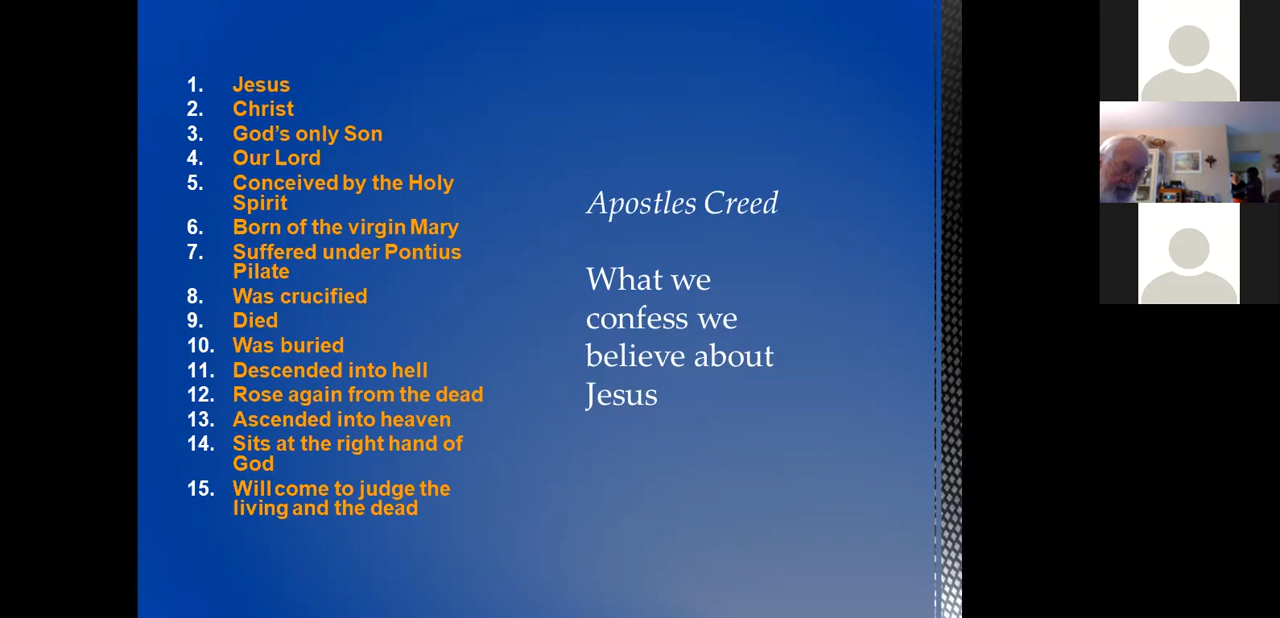 1. Jesus
2. Christ
3. God's only Son
4. Our Lord
5. Conceived by the Holy
Spirit
6. Born of the virgin Mary
7. Suffered under Pontius
Pilate
8. Was crucified
9. Died
10. Was buried
11. Descended into hell
12. Rose again from the dead
13. Ascended into heaven
14. Sits at the right hand of
God
15. Will come to judge the
living and the dead
Apostles Creed
What we
confess we
believe about
Jesus